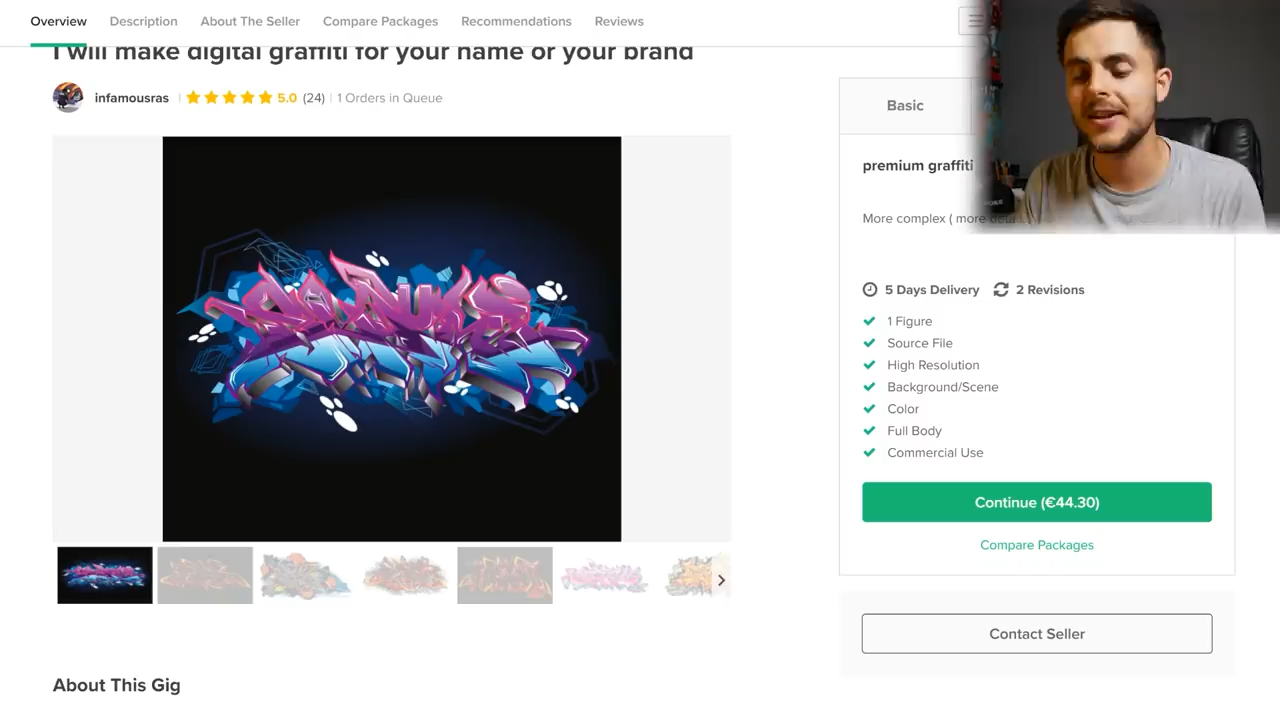 Overview Description About The Seller Compare Packages Recommendations Reviews
I will make digital graffiti for your name or your brand
infamousras 5.0 (24) 1 Orders in Queue
Basic
premium graffiti
More complex ( more
5 Days Delivery 2 Revisions
1 Figure
Source File
High Resolution
Background/Scene
Color
Full Body
Commercial Use
Continue (€44.30)
Compare Packages
Contact Seller
About This Gig